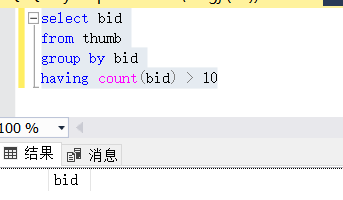 select bid
from thumb
group by bid
having count(bid) > 10
100 %
结果 消息
bid